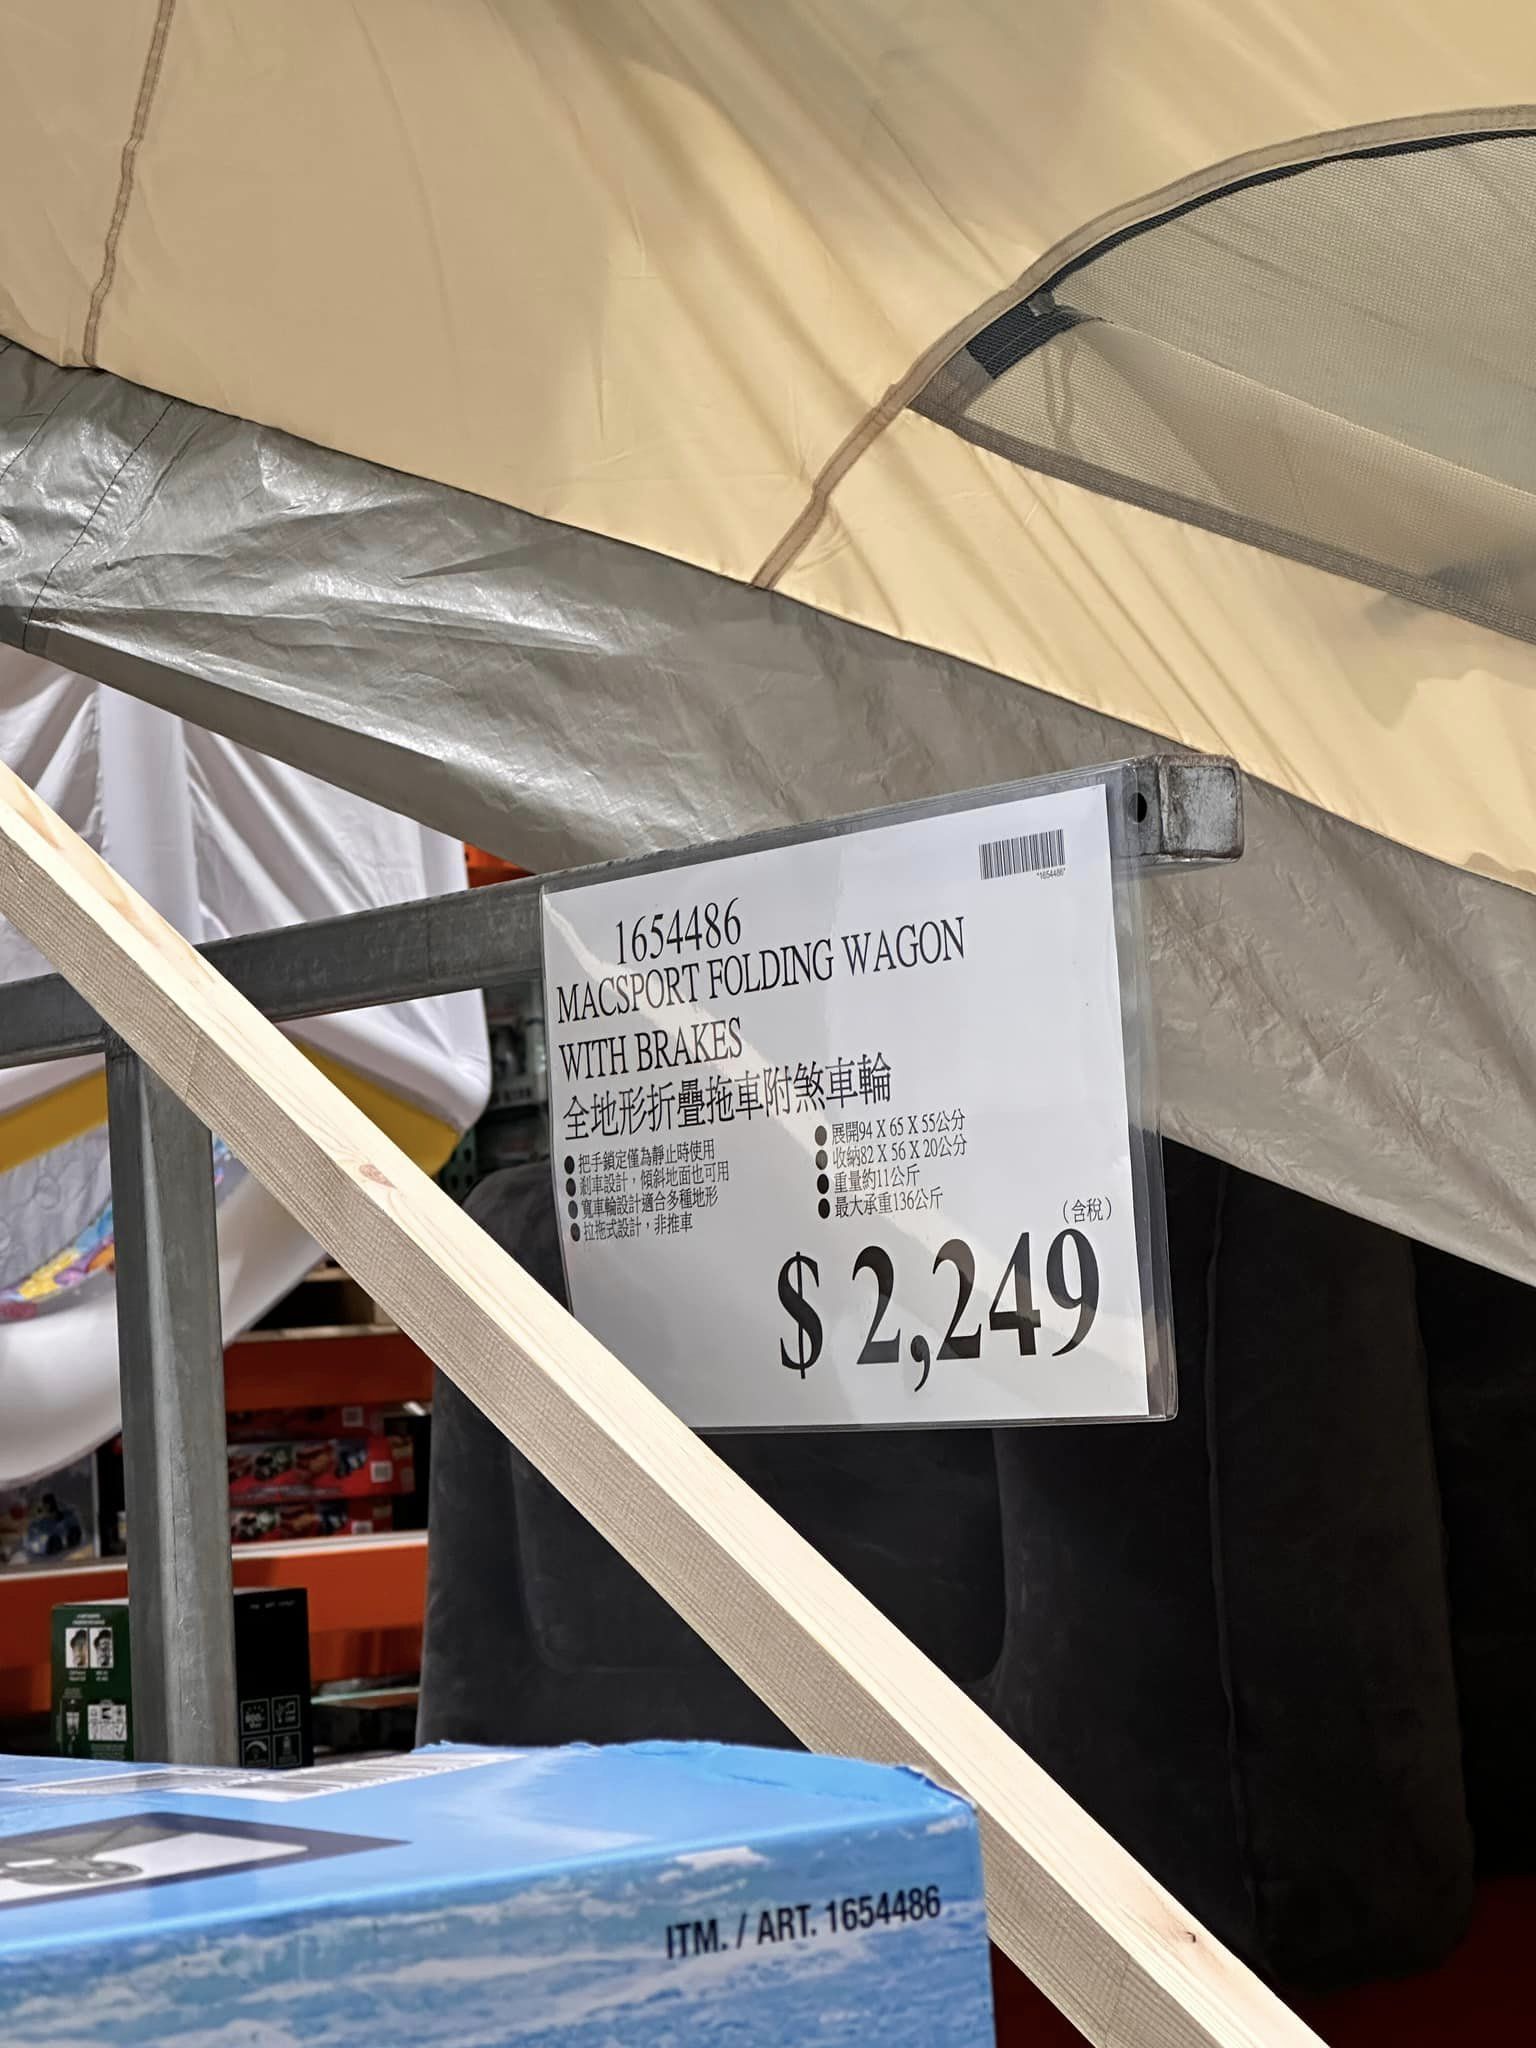 *1654486*
1654486
MACSPORT FOLDING WAGON
WITH BRAKES
全地形折疊拖車附煞車輪
●把手鎖定僅為靜止時使用
●剎車設計，傾斜地面也可用
●寬車輪設計適合多種地形
●拉拖式設計，非推車
●展開94 X 65 X 55公分
●收納82 X 56 X 20公分
●重量約11公斤
●最大承重136公斤
（含稅）
$ 2,249
ITM. / ART. 1654486